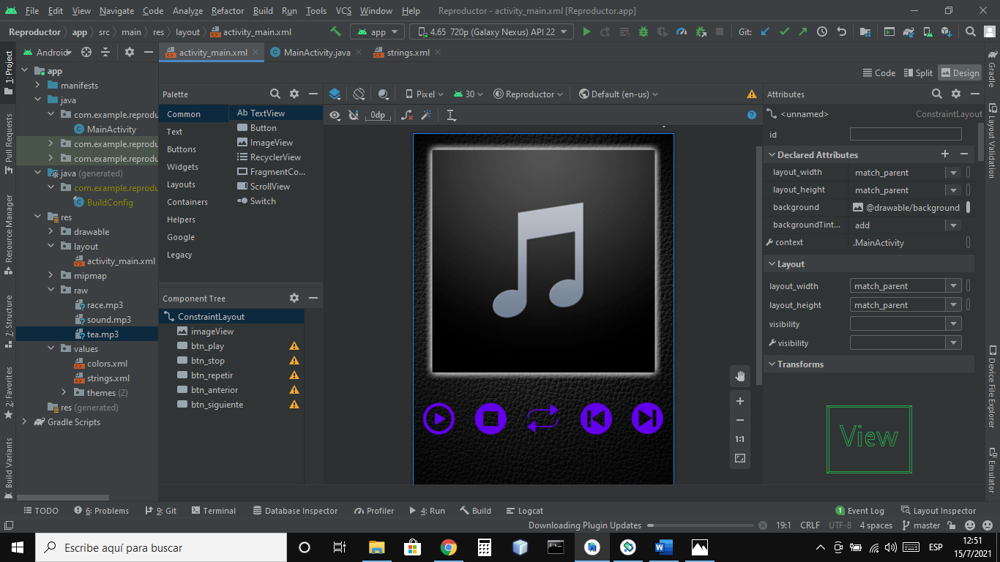 File Edit View Navigate Code Analyze Refactor Build Run Tools VCS Window Help Reproductor - activity_main.xml [Reproductor.app]
Reproductor app src main res layout activity_main.xml app 4.65 720p (Galaxy Nexus) API 22 Git:
Android activity_main.xml MainActivity.java strings.xml
Code Split Design
1: Project
Pull Requests
Resource Manager
7: Structure
2: Favorites
Build Variants
app
manifests
java
com.example.reprodu
MainActivity
com.example.reprodu
com.example.reprodu
java (generated)
com.example.reprodu
BuildConfig
res
drawable
layout
activity_main.xml
mipmap
raw
race.mp3
sound.mp3
tea.mp3
values
colors.xml
strings.xml
themes (2)
res (generated)
Gradle Scripts
Palette
Common
Text
Buttons
Widgets
Layouts
Containers
Helpers
Google
Legacy
Ab TextView
Button
ImageView
RecyclerView
FragmentCo...
ScrollView
Switch
Component Tree
ConstraintLayout
imageView
btn_play
btn_stop
btn_repetir
btn_anterior
btn_siguiente
Pixel 30 Reproductor Default (en-us)
0dp
1:1
Attributes
<unnamed> ConstraintLayout
id
Declared Attributes
layout_width match_parent
layout_height match_parent
background @drawable/background
backgroundTint... add
context .MainActivity
Layout
layout_width match_parent
layout_height match_parent
visibility
visibility
Transforms
View
Gradle
Layout Validation
Device File Explorer
Emulator
TODO 6: Problems 9: Git Terminal Database Inspector Profiler 4: Run Build Logcat 1 Event Log Layout Inspector
Downloading Plugin Updates 19:1 CRLF UTF-8 4 spaces master
Escribe aquí para buscar
ESP
12:51
15/7/2021